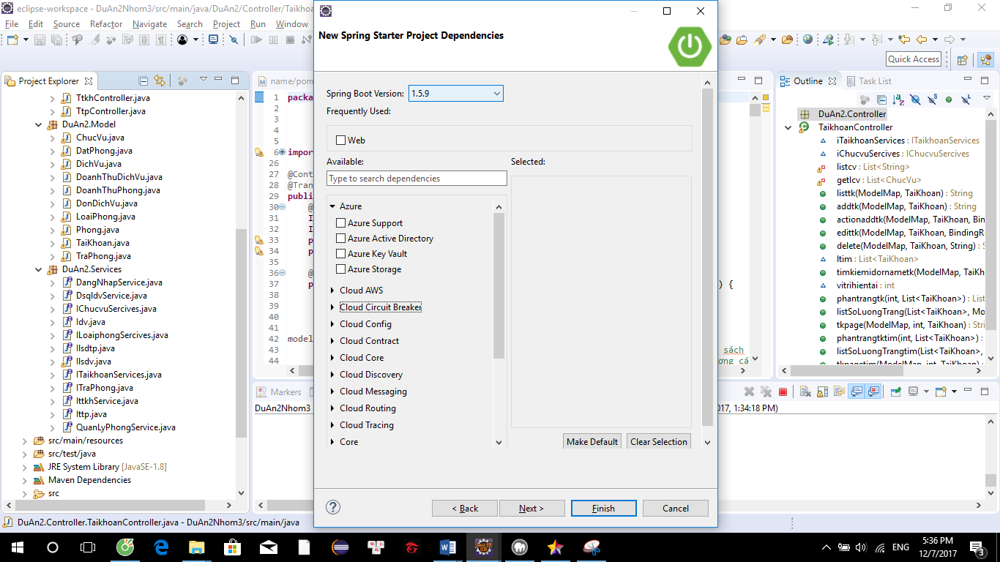 eclipse-workspace - DuAn2Nhom3/src/main/java/DuAn2/Controller/Taikhoan
File Edit Source Refactor Navigate Search Project Run Window
Quick Access
Project Explorer
TtkhController.java
TtpController.java
DuAn2.Model
ChucVu.java
DatPhong.java
DichVu.java
DoanhThuDichVu.java
DoanhThuPhong.java
DonDichVu.java
LoaiPhong.java
Phong.java
TaiKhoan.java
TraPhong.java
DuAn2.Services
DangNhapService.java
DsqldvService.java
IChucvuSercives.java
Idv.java
ILoaiphongSercives.java
Ilsdtp.java
Ilsdv.java
ITaikhoanServices.java
ITraPhong.java
IttkhService.java
Ittp.java
QuanLyPhongService.java
src/main/resources
src/test/java
JRE System Library [JavaSE-1.8]
Maven Dependencies
src
name/pom
1 packa
2
3
4
5
6 impor
26
27 @Cont
28 @Tran
29 publi
30 @
31 I
32 I
33 p
34 p
35
36 @
37 p ) {
38
39
40
41
42 model
43 sách
44 ợng cá
Markers
DuAn2Nhom3
017, 1:34:18 PM)
New Spring Starter Project Dependencies
Spring Boot Version: 1.5.9
Frequently Used:
Web
Available: Selected:
Type to search dependencies
Azure
Azure Support
Azure Active Directory
Azure Key Vault
Azure Storage
Cloud AWS
Cloud Circuit Breaker
Cloud Config
Cloud Contract
Cloud Core
Cloud Discovery
Cloud Messaging
Cloud Routing
Cloud Tracing
Core
Make Default Clear Selection
< Back Next > Finish Cancel
Outline Task List
DuAn2.Controller
TaikhoanController
iTaikhoanServices : ITaikhoanServices
iChucvuSercives : IChucvuSercives
listcv : List<String>
getlcv : List<ChucVu>
listtk(ModelMap, TaiKhoan) : String
addtk(ModelMap, TaiKhoan) : String
actionaddtk(ModelMap, TaiKhoan, Bin
edittk(ModelMap, TaiKhoan, BindingRe
delete(ModelMap, TaiKhoan, String) : S
ltim : List<TaiKhoan>
timkiemidornametk(ModelMap, TaiKh
vitrihientai : int
phantrangtk(int, List<TaiKhoan>) : List
listSoLuongTrang(List<TaiKhoan>, Mo
tkpage(ModelMap, int, TaiKhoan) : Stri
phantrangtktim(int, List<TaiKhoan>) :
listSoLuongTrangtim(List<TaiKhoan>,
tkpagetim(ModelMap, int, TaiKhoan) :
DuAn2.Controller.TaikhoanController.java - DuAn2Nhom3/src/main/java
ENG
5:36 PM
12/7/2017
3